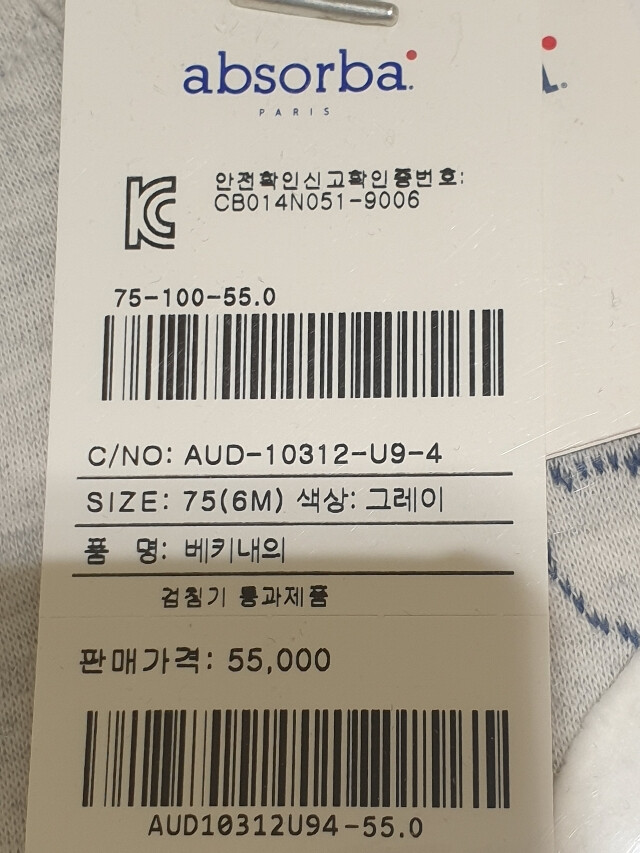 absorba.
PARIS
안전확인신고확인증번호:
CB014N051-9006
75-100-55.0
C/NO: AUD-10312-U9-4
SIZE: 75(6M) 색상: 그레이
품 명: 베키내의
검침기 통과제품
판매가격: 55,000
AUD10312U94-55.0